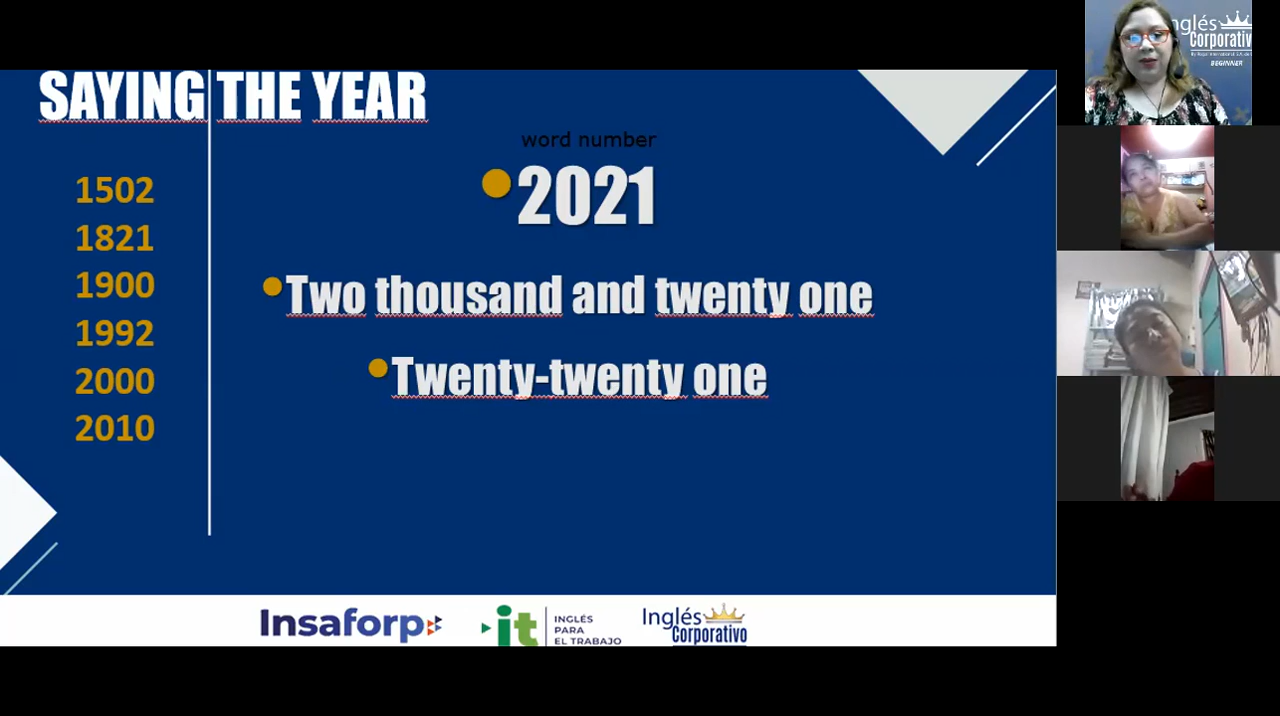 SAYING THE YEAR
1502
1821
1900
1992
2000
2010
word number
2021
Two thousand and twenty one
Twenty-twenty one
Insaforp
it
INGLÉS
PARA
EL TRABAJO
Inglés
Corporativo
nglés
Corporativ
BEGINNER